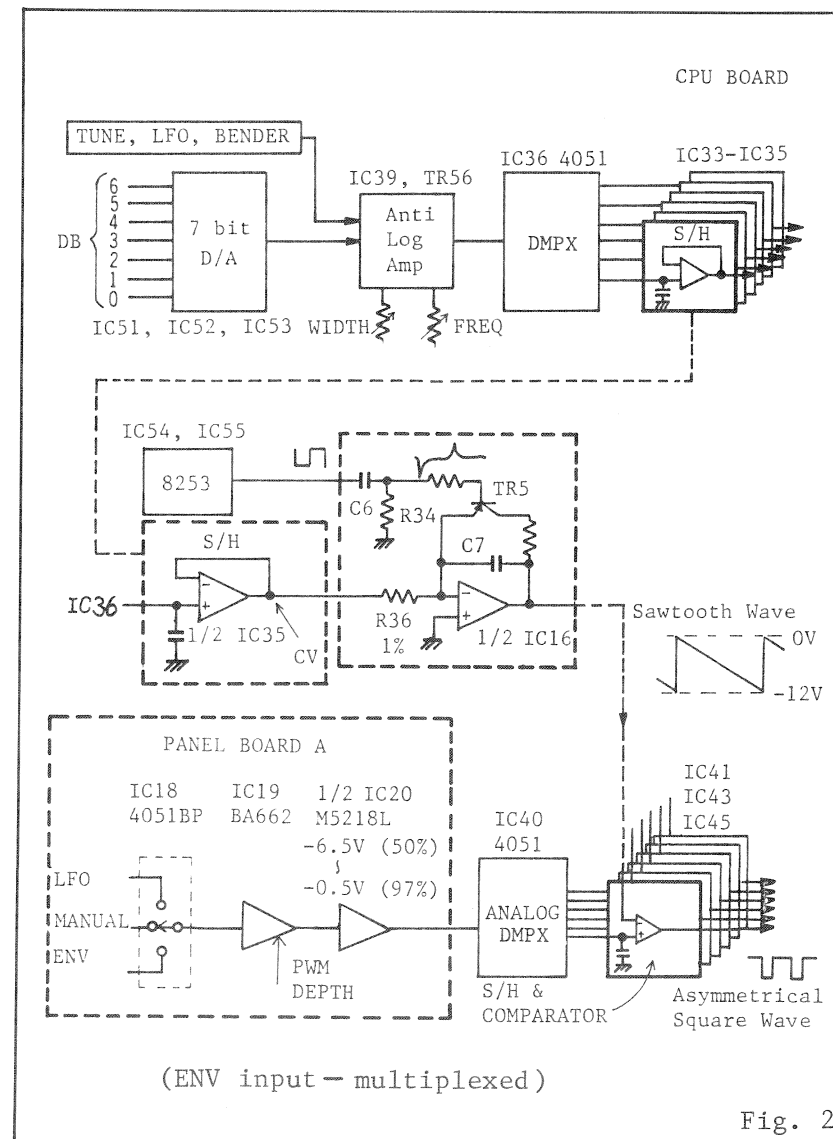 CPU BOARD
TUNE, LFO, BENDER
IC39, TR56
IC36 4051
IC33-IC35
DB
6
5
4
3
2
1
0
7 bit
D/A
Anti
Log
Amp
DMPX
S/H
IC51, IC52, IC53
WIDTH
FREQ
IC54, IC55
8253
C6
R34
TR5
C7
S/H
IC36
1/2 IC35
CV
R36
1%
1/2 IC16
Sawtooth Wave
0V
-12V
PANEL BOARD A
IC18
4051BP
IC19
BA662
1/2 IC20
M5218L
-6.5V (50%)
~
-0.5V (97%)
LFO
MANUAL
ENV
PWM
DEPTH
IC40
4051
ANALOG
DMPX
S/H &
COMPARATOR
IC41
IC43
IC45
Asymmetrical
Square Wave
(ENV input — multiplexed)
Fig. 2